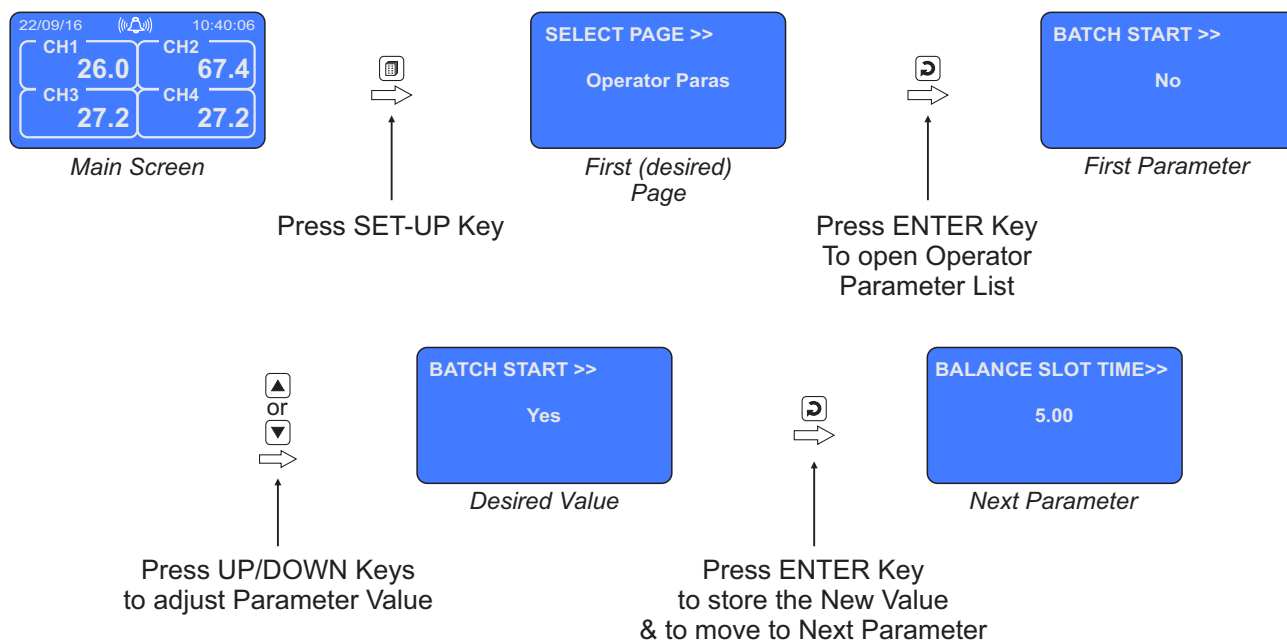 22/09/16 10:40:06
CH1 CH2
26.0 67.4
CH3 CH4
27.2 27.2
Main Screen
Press SET-UP Key
SELECT PAGE >>
Operator Paras
First (desired)
Page
Press ENTER Key
To open Operator
Parameter List
BATCH START >>
No
First Parameter
or
Press UP/DOWN Keys
to adjust Parameter Value
BATCH START >>
Yes
Desired Value
Press ENTER Key
to store the New Value
& to move to Next Parameter
BALANCE SLOT TIME>>
5.00
Next Parameter